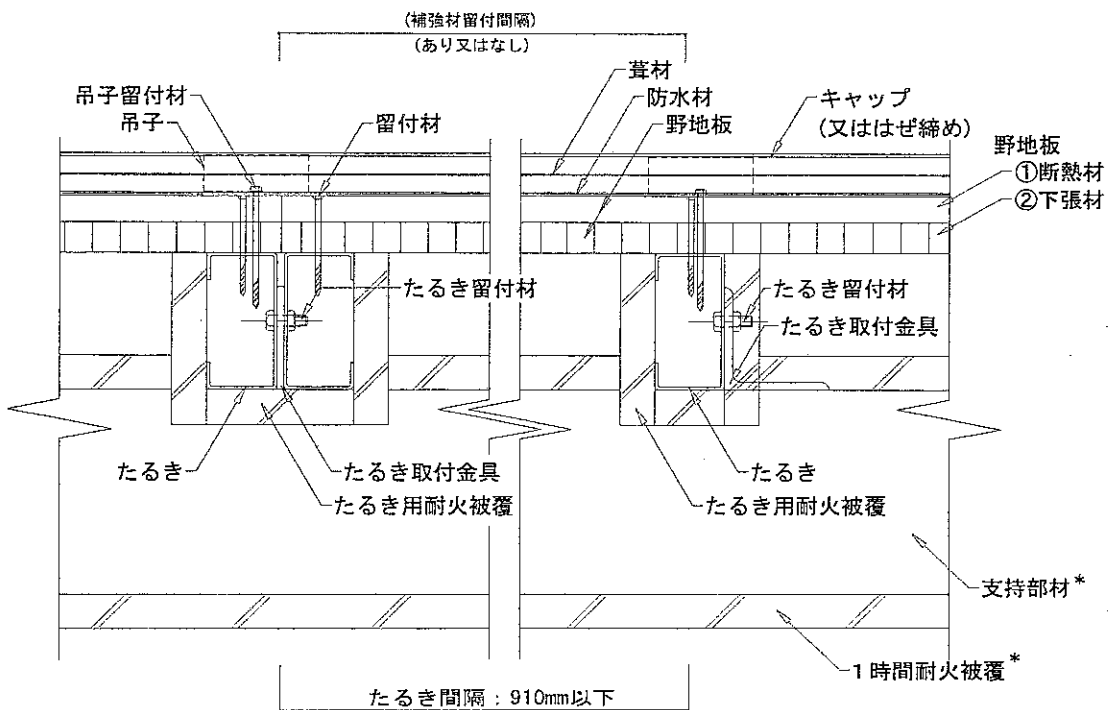 (補強材留付間隔)
(あり又はなし)
葺材
吊子留付材
防水材
キャップ
吊子
留付材
野地板
(又ははぜ締め)
野地板
①断熱材
②下張材
たるき留付材
たるき留付材
たるき取付金具
たるき
たるき取付金具
たるき
たるき用耐火被覆
たるき用耐火被覆
支持部材*
1時間耐火被覆*
たるき間隔：910mm以下